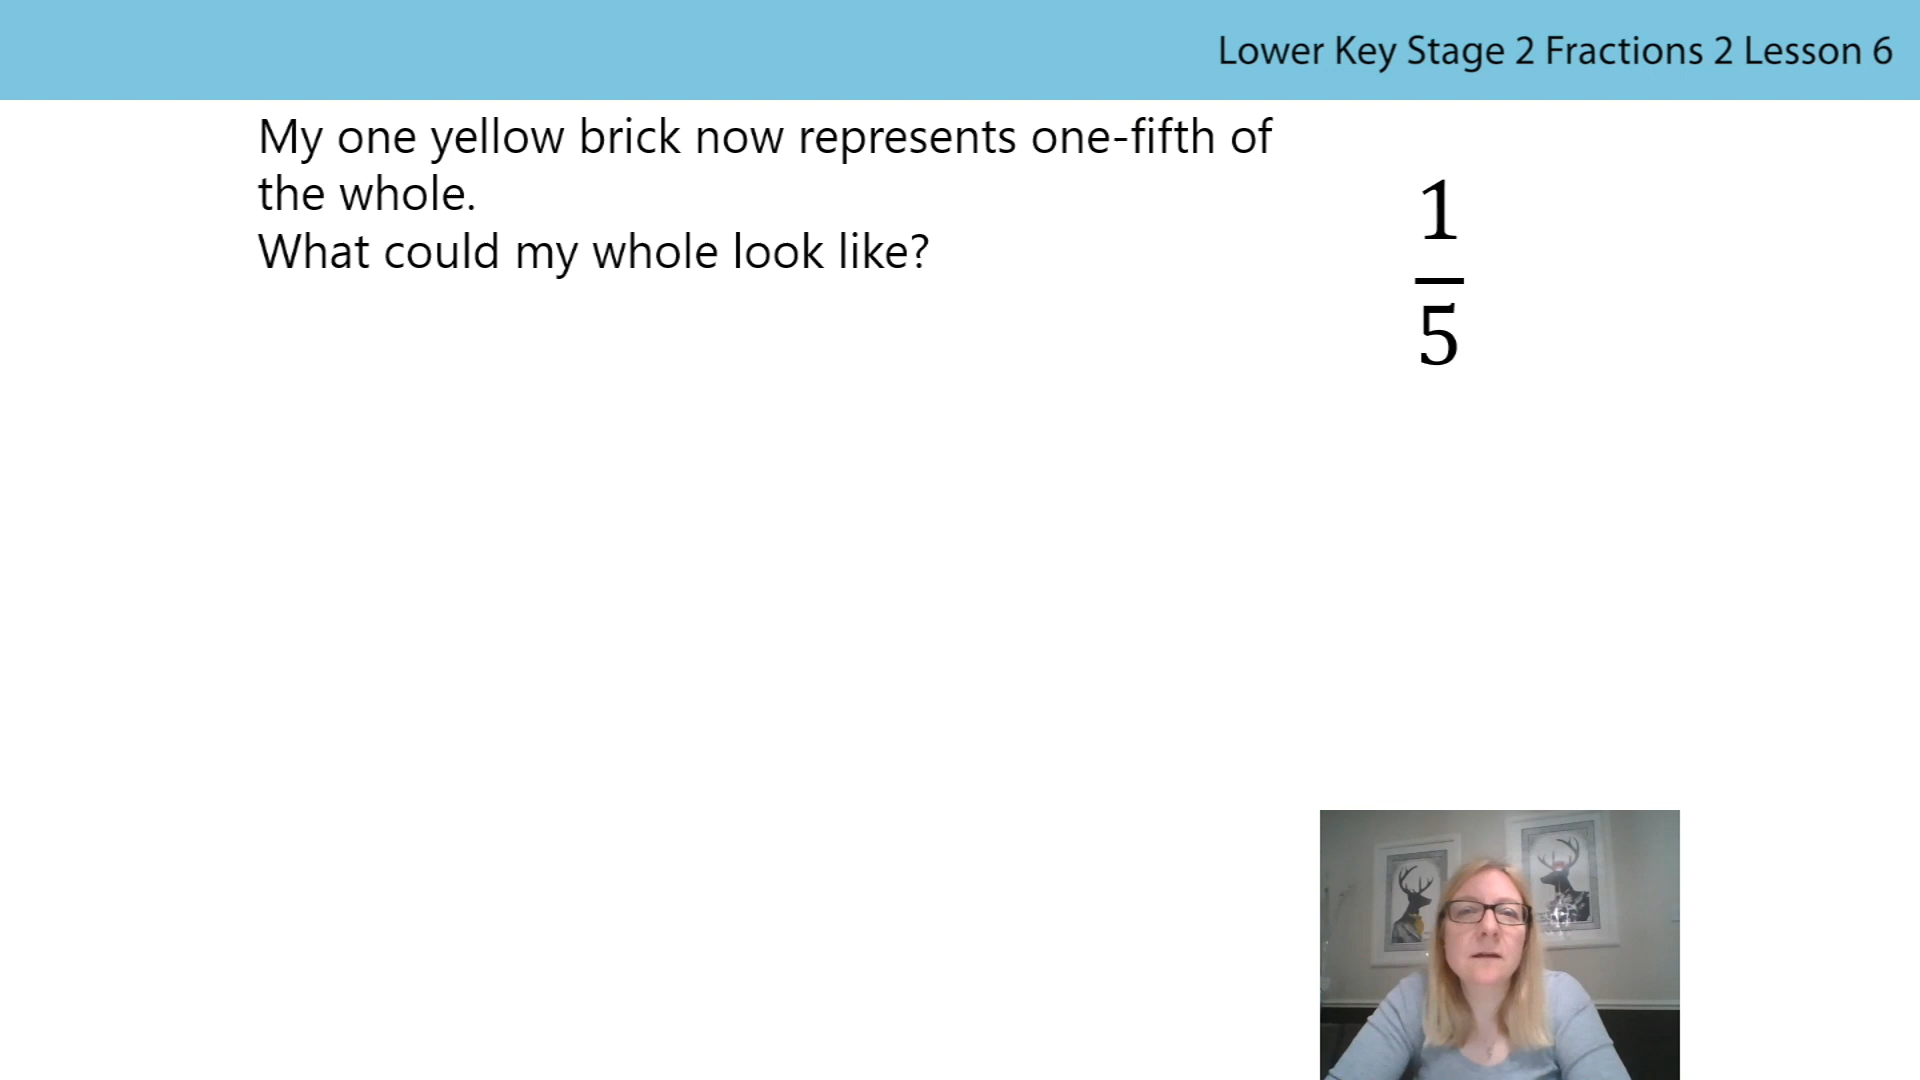 Lower Key Stage 2 Fractions 2 Lesson 6
My one yellow brick now represents one-fifth of
the whole.
What could my whole look like?
1
5